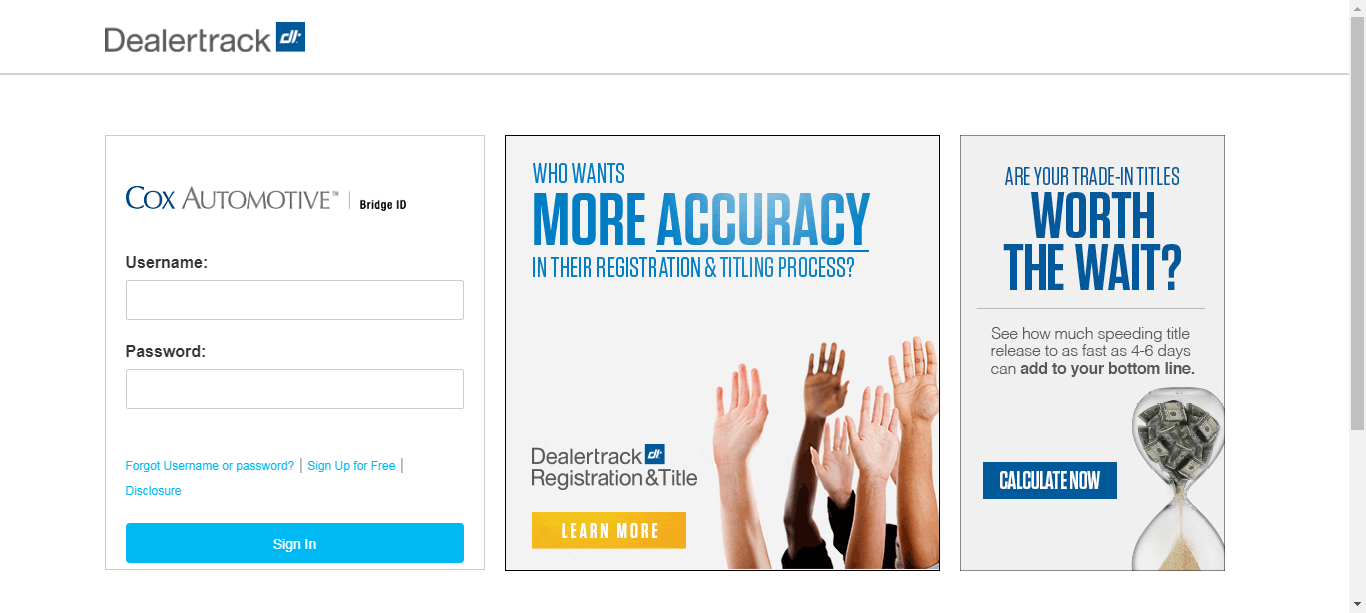 Dealertrack dt
COX AUTOMOTIVE™ | Bridge ID
Username:
Password:
Forgot Username or password? | Sign Up for Free |
Disclosure
Sign In
WHO WANTS
MORE ACCURACY
IN THEIR REGISTRATION & TITLING PROCESS?
Dealertrack dt
Registration & Title
LEARN MORE
ARE YOUR TRADE-IN TITLES
WORTH
THE WAIT?
See how much speeding title
release to as fast as 4-6 days
can add to your bottom line.
CALCULATE NOW